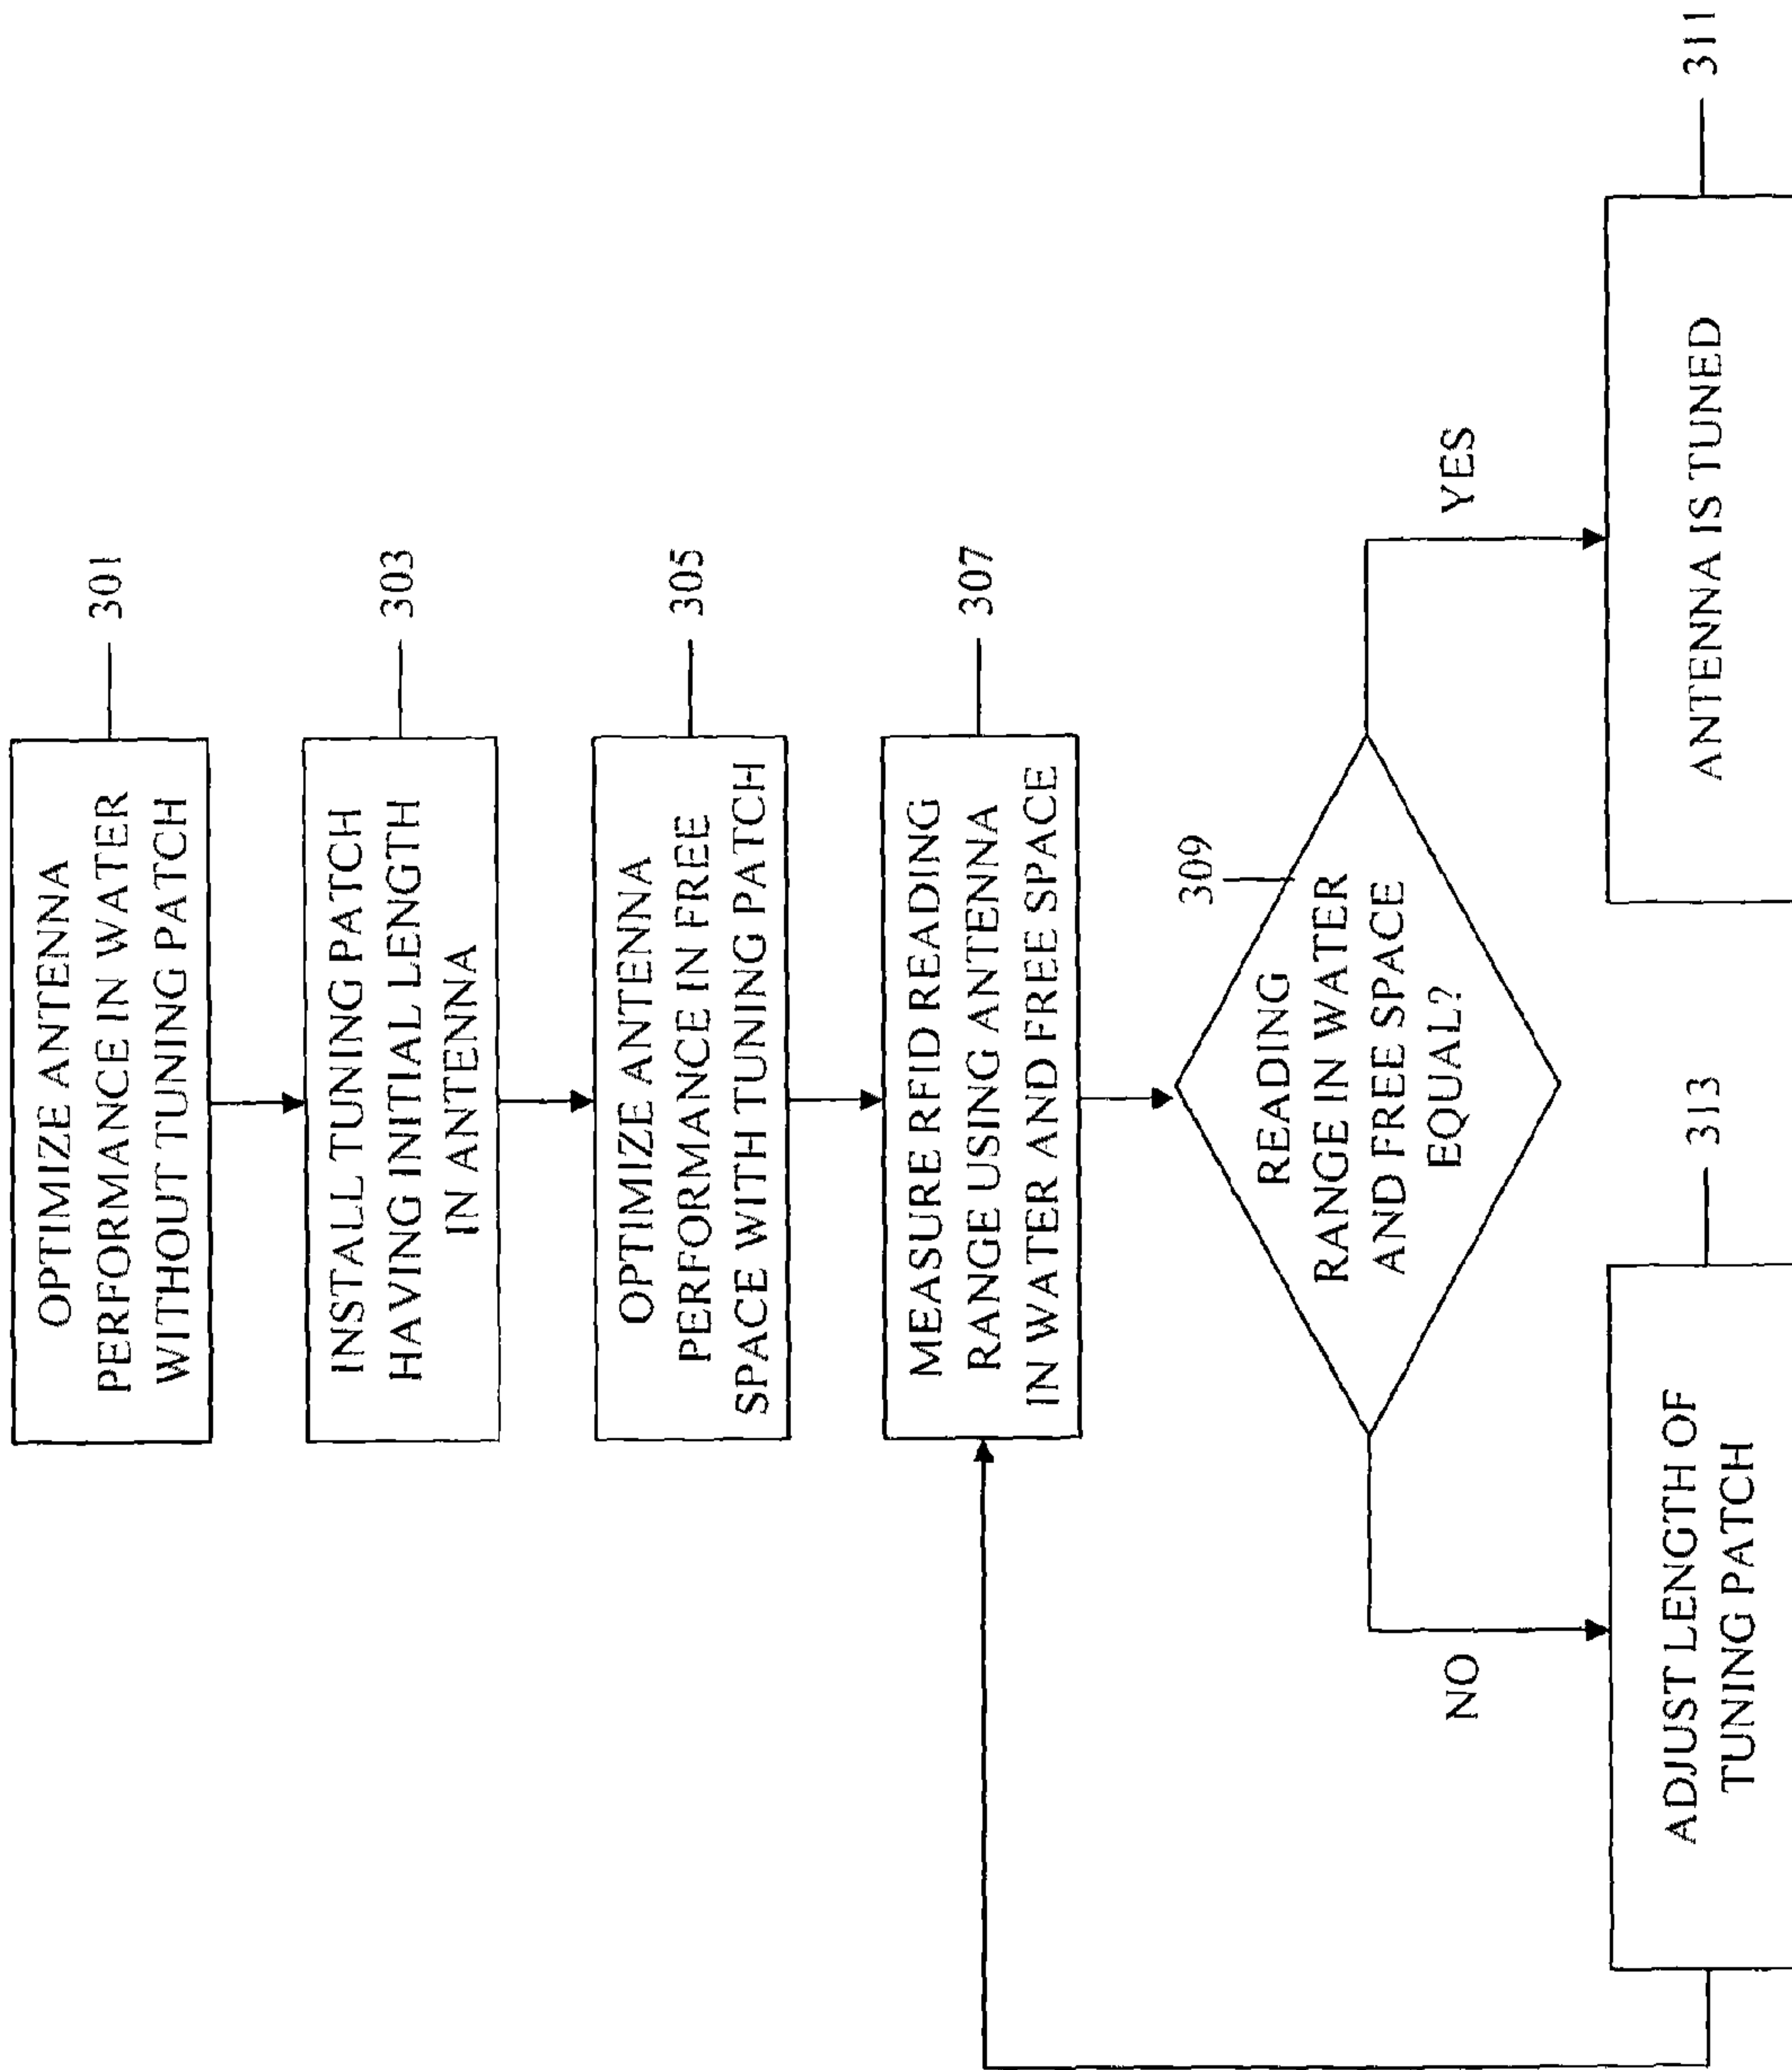 OPTIMIZE ANTENNA
PERFORMANCE IN WATER
WITHOUT TUNING PATCH
301
INSTALL TUNING PATCH
HAVING INITIAL LENGTH
IN ANTENNA
303
OPTIMIZE ANTENNA
PERFORMANCE IN FREE
SPACE WITH TUNING PATCH
305
MEASURE RFID READING
RANGE USING ANTENNA
IN WATER AND FREE SPACE
307
309
READING
RANGE IN WATER
AND FREE SPACE
EQUAL?
NO
YES
ADJUST LENGTH OF
TUNING PATCH
313
ANTENNA IS TUNED
311